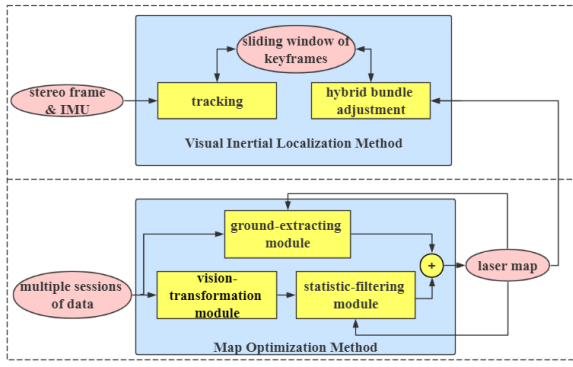 sliding window of
keyframes
stereo frame
& IMU
tracking
hybrid bundle
adjustment
Visual Inertial Localization Method
ground-extracting
module
multiple sessions
of data
vision-
transformation
module
statistic-filtering
module
+
laser map
Map Optimization Method